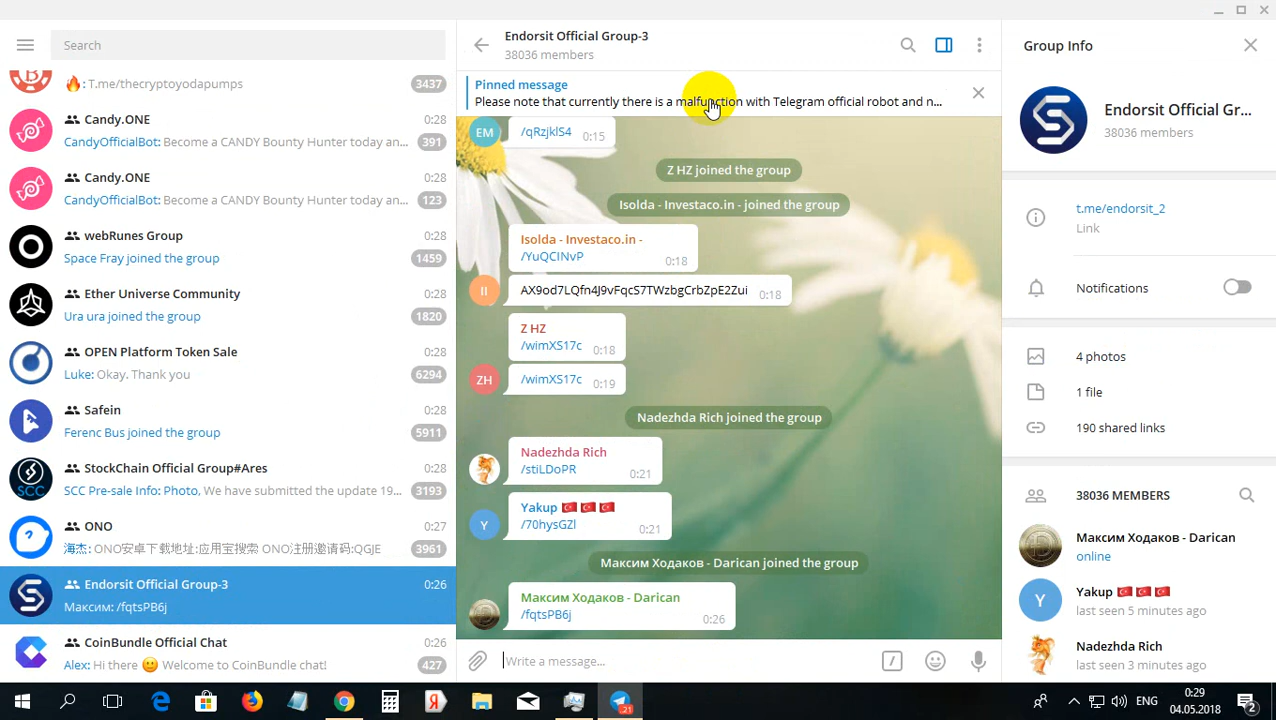 Search
🔥: T.me/thecryptoyodapumps
3437
Candy.ONE
0:28
CandyOfficialBot: Become a CANDY Bounty Hunter today an...
391
Candy.ONE
0:28
CandyOfficialBot: Become a CANDY Bounty Hunter today an...
123
webRunes Group
0:28
Space Fray joined the group
1459
Ether Universe Community
0:28
Ura ura joined the group
1820
OPEN Platform Token Sale
0:28
Luke: Okay. Thank you
6294
Safein
0:28
Ferenc Bus joined the group
5911
StockChain Official Group#Ares
0:28
SCC
SCC Pre-sale Info: Photo, We have submitted the update 19...
3193
ONO
0:27
海杰: ONO安卓下载地址:应用宝搜索 ONO注册邀请码:QGJE
3961
Endorsit Official Group-3
0:26
Максим: /fqtsPB6j
CoinBundle Official Chat
0:26
Alex: Hi there 🙂 Welcome to CoinBundle chat!
427
Endorsit Official Group-3
38036 members
Pinned message
Please note that currently there is a malfunction with Telegram official robot and n...
EM
/qRzjklS4 0:15
Z HZ joined the group
Isolda - Investaco.in - joined the group
Isolda - Investaco.in -
/YuQCINvP 0:18
II
AX9od7LQfn4J9vFqcS7TWzbgCrbZpE2Zui 0:18
Z HZ
/wimXS17c 0:18
ZH
/wimXS17c 0:19
Nadezhda Rich joined the group
Nadezhda Rich
/stiLDoPR 0:21
Yakup 🇹🇷 🇹🇷 🇹🇷
Y
/70hysGZl 0:21
Максим Ходаков - Darican joined the group
Максим Ходаков - Darican
/fqtsPB6j 0:26
Write a message...
Group Info
Endorsit Official Gr...
38036 members
t.me/endorsit_2
Link
Notifications
4 photos
1 file
190 shared links
38036 MEMBERS
Максим Ходаков - Darican
online
Y
Yakup 🇹🇷 🇹🇷 🇹🇷
last seen 5 minutes ago
Nadezhda Rich
last seen 3 minutes ago
21
ENG
0:29
04.05.2018
2